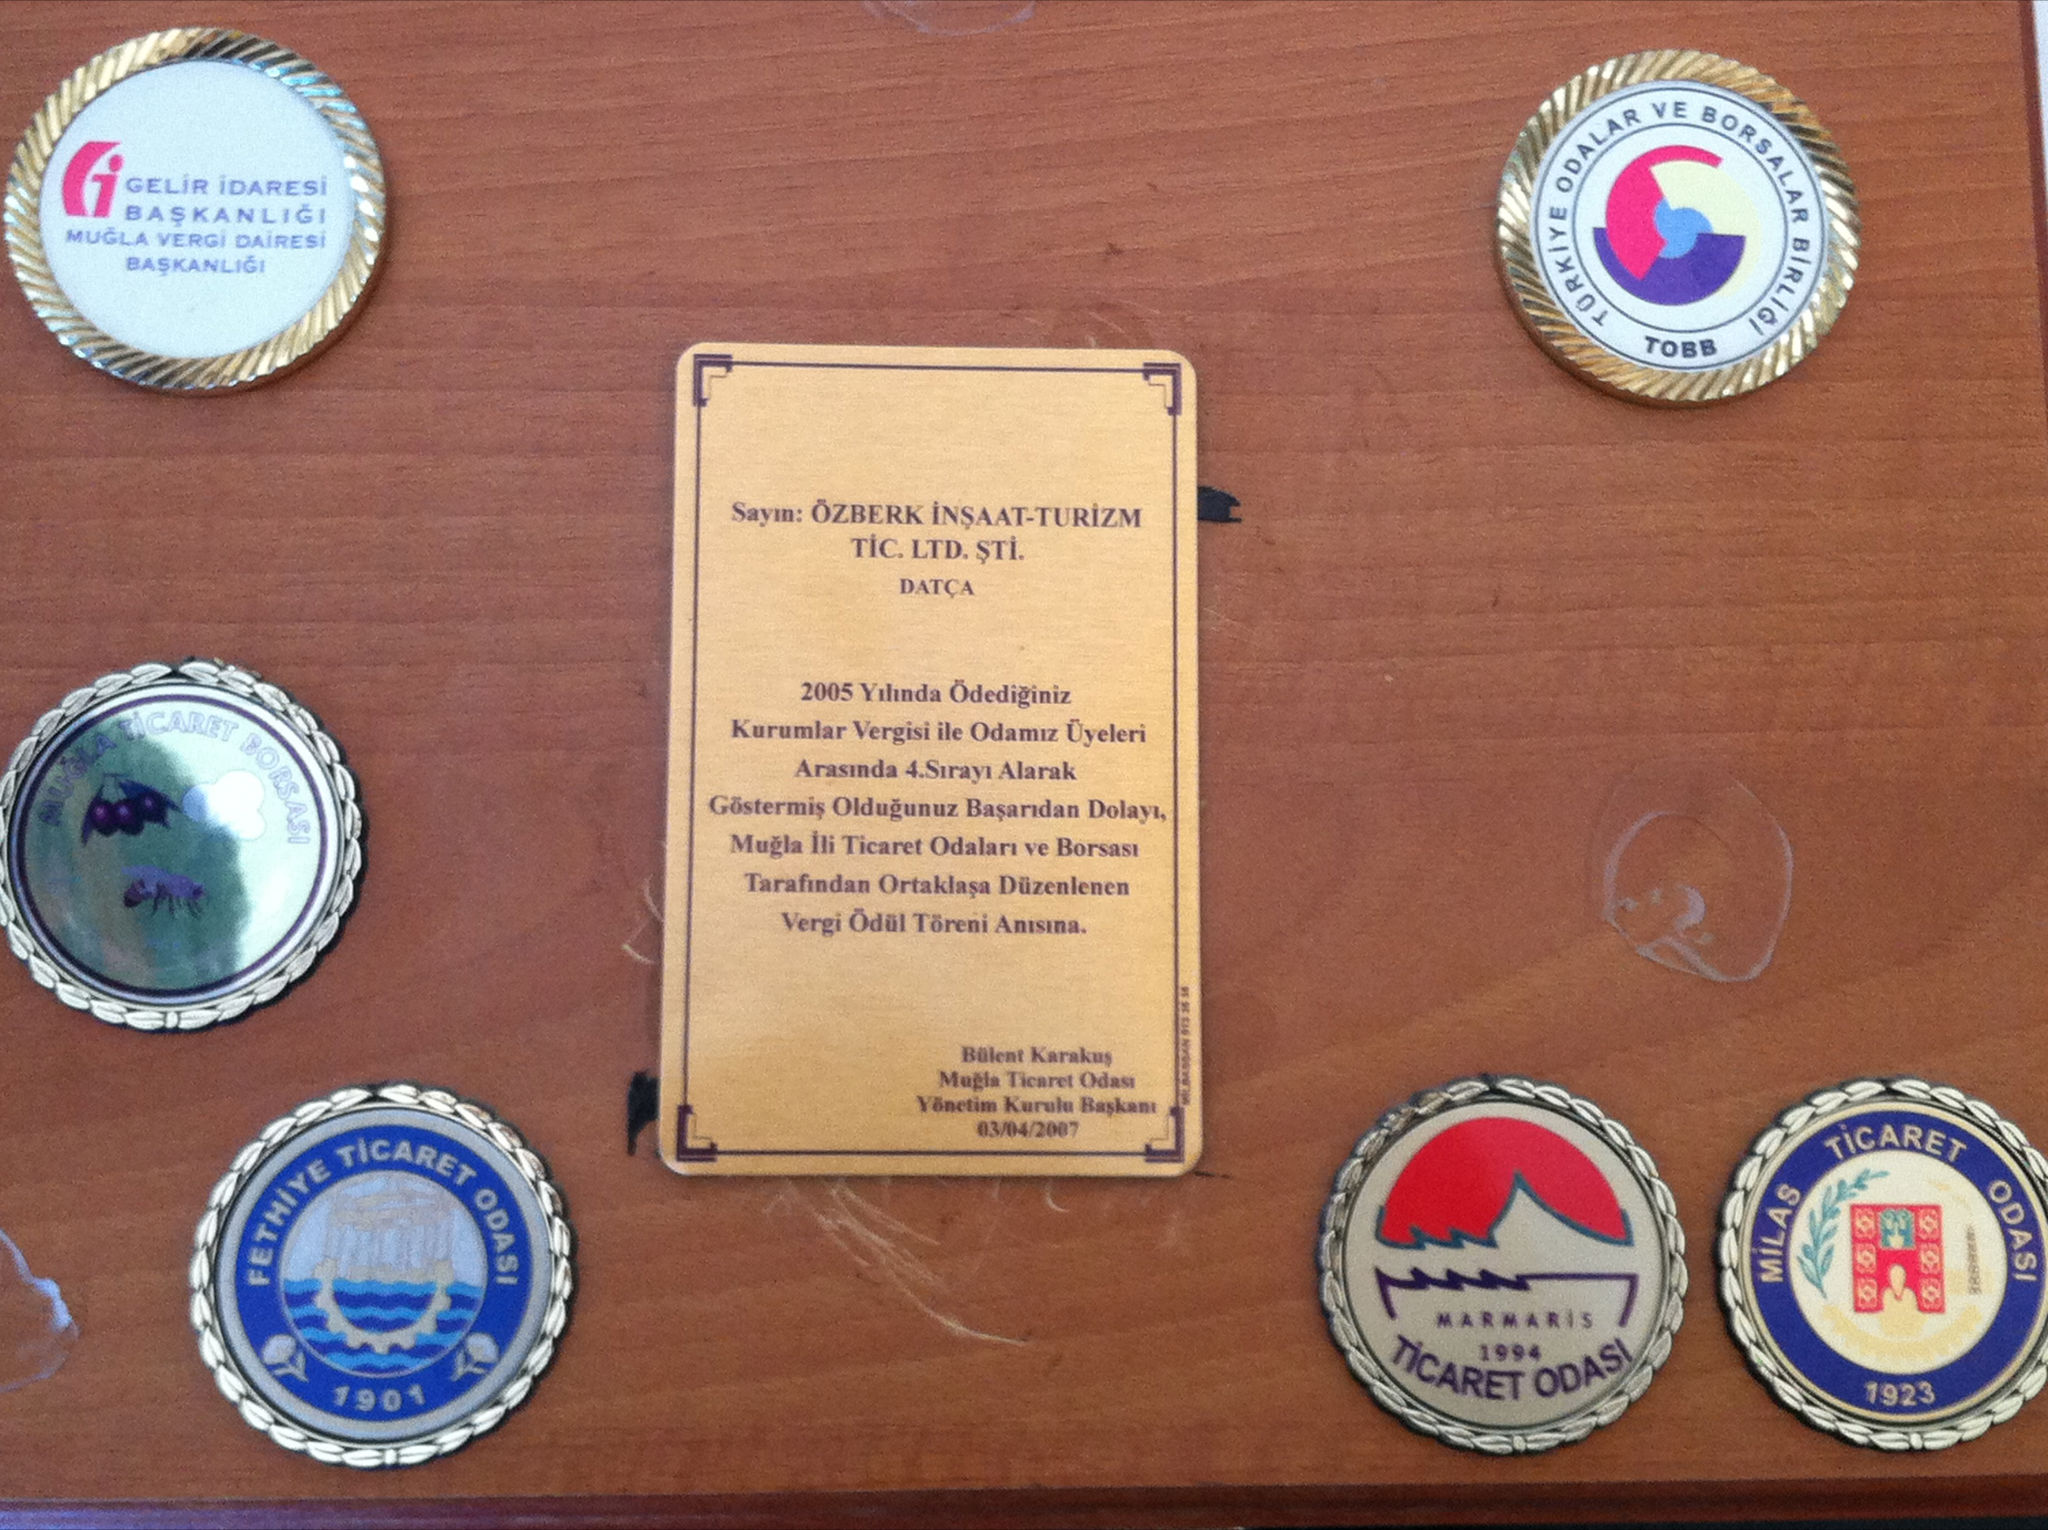 GELİR İDARESİ
BAŞKANLIĞI
MUĞLA VERGİ DAİRESİ
BAŞKANLIĞI
TÜRKİYE ODALAR VE BORSALAR BİRLİĞİ
TOBB
Sayın: ÖZBERK İNŞAAT-TURİZM
TİC. LTD. ŞTİ.
DATÇA
2005 Yılında Ödediğiniz
Kurumlar Vergisi ile Odamız Üyeleri
Arasında 4.Sırayı Alarak
Göstermiş Olduğunuz Başarıdan Dolayı,
Muğla İli Ticaret Odaları ve Borsası
Tarafından Ortaklaşa Düzenlenen
Vergi Ödül Töreni Anısına.
Bülent Karakuş
Muğla Ticaret Odası
Yönetim Kurulu Başkanı
03/04/2007
MUĞLA TİCARET BORSASI
FETHİYE TİCARET ODASI
1901
MARMARİS
1994
TİCARET ODASI
MİLAS TİCARET ODASI
1923